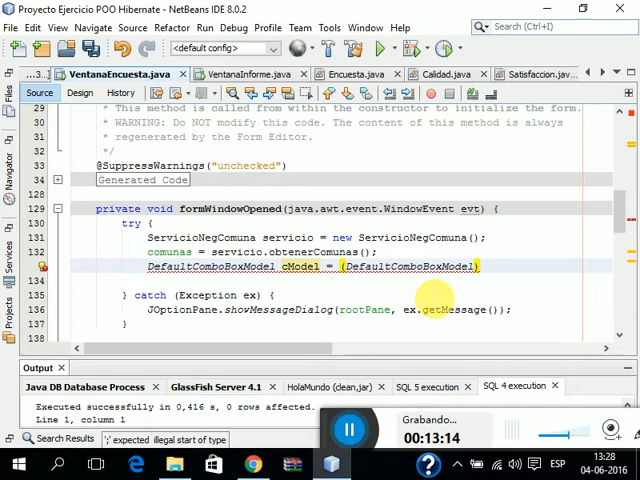 Proyecto Ejercicio POO Hibernate - NetBeans IDE 8.0.2
File Edit View Navigate Source Refactor Run Debug Profile Team Tools Window Help
Search (Ctrl+I)
<default config>
...3...] VentanaEncuesta.java VentanaInforme.java Encuesta.java Calidad.java Satisfaccion.java
Source Design History
Files
Navigator
Services
Projects
29 * This method is called from within the constructor to initialize the form.
30 * WARNING: Do NOT modify this code. The content of this method is always
31 * regenerated by the Form Editor.
32 */
33 @SuppressWarnings("unchecked")
34 Generated Code
129 private void formWindowOpened(java.awt.event.WindowEvent evt) {
130 try {
131 ServicioNegComuna servicio = new ServicioNegComuna();
132 comunas = servicio.obtenerComunas();
DefaultComboBoxModel cModel = (DefaultComboBoxModel)
134
135 } catch (Exception ex) {
136 JOptionPane.showMessageDialog(rootPane, ex.getMessage());
137 }
138
Output
Java DB Database Process GlassFish Server 4.1 HolaMundo (clean,jar) SQL 5 execution SQL 4 execution
Executed successfully in 0,416 s, 0 rows affected.
Line 1, column 1
Search Results ')' expected illegal start of type
Grabando...
00:13:14
ESP
13:28
04-06-2016